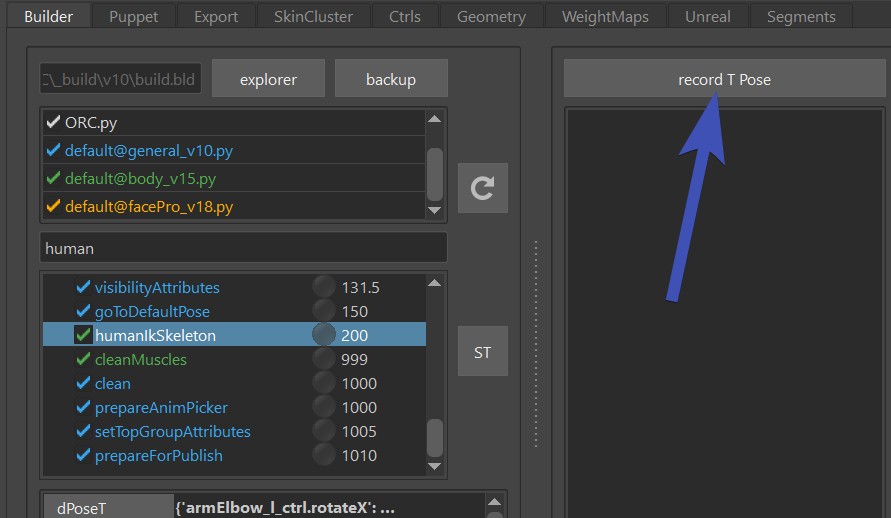 Builder Puppet Export SkinCluster Ctrls Geometry WeightMaps Unreal Segments
:\_build\v10\build.bld explorer backup
record T Pose
ORC.py
default@general_v10.py
default@body_v15.py
default@facePro_v18.py
human
visibilityAttributes 131.5
goToDefaultPose 150
humanIkSkeleton 200
cleanMuscles 999
clean 1000
prepareAnimPicker 1000
setTopGroupAttributes 1005
prepareForPublish 1010
ST
dPoseT {'armElbow_l_ctrl.rotateX': ...